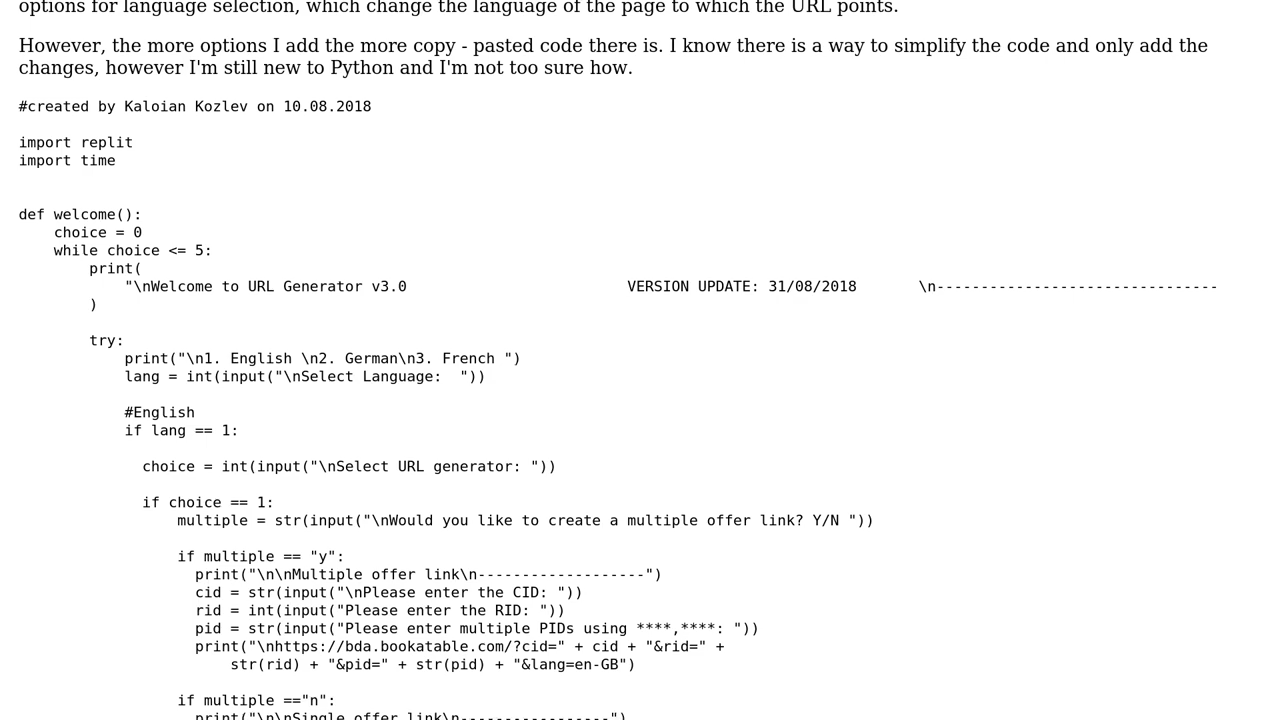 options for language selection, which change the language of the page to which the URL points.
However, the more options I add the more copy - pasted code there is. I know there is a way to simplify the code and only add the
changes, however I'm still new to Python and I'm not too sure how.
#created by Kaloian Kozlev on 10.08.2018
import replit
import time
def welcome():
    choice = 0
    while choice <= 5:
        print(
            "\nWelcome to URL Generator v3.0                         VERSION UPDATE: 31/08/2018       \n--------------------------------
        )
        try:
            print("\n1. English \n2. German\n3. French ")
            lang = int(input("\nSelect Language:  "))
            #English
            if lang == 1:
              choice = int(input("\nSelect URL generator: "))
              if choice == 1:
                  multiple = str(input("\nWould you like to create a multiple offer link? Y/N "))
                  if multiple == "y":
                    print("\n\nMultiple offer link\n-------------------")
                    cid = str(input("\nPlease enter the CID: "))
                    rid = int(input("Please enter the RID: "))
                    pid = str(input("Please enter multiple PIDs using ****,****: "))
                    print("\nhttps://bda.bookatable.com/?cid=" + cid + "&rid=" +
                        str(rid) + "&pid=" + str(pid) + "&lang=en-GB")
                  if multiple =="n":
                    print("\n\nSingle offer link\n-----------------")